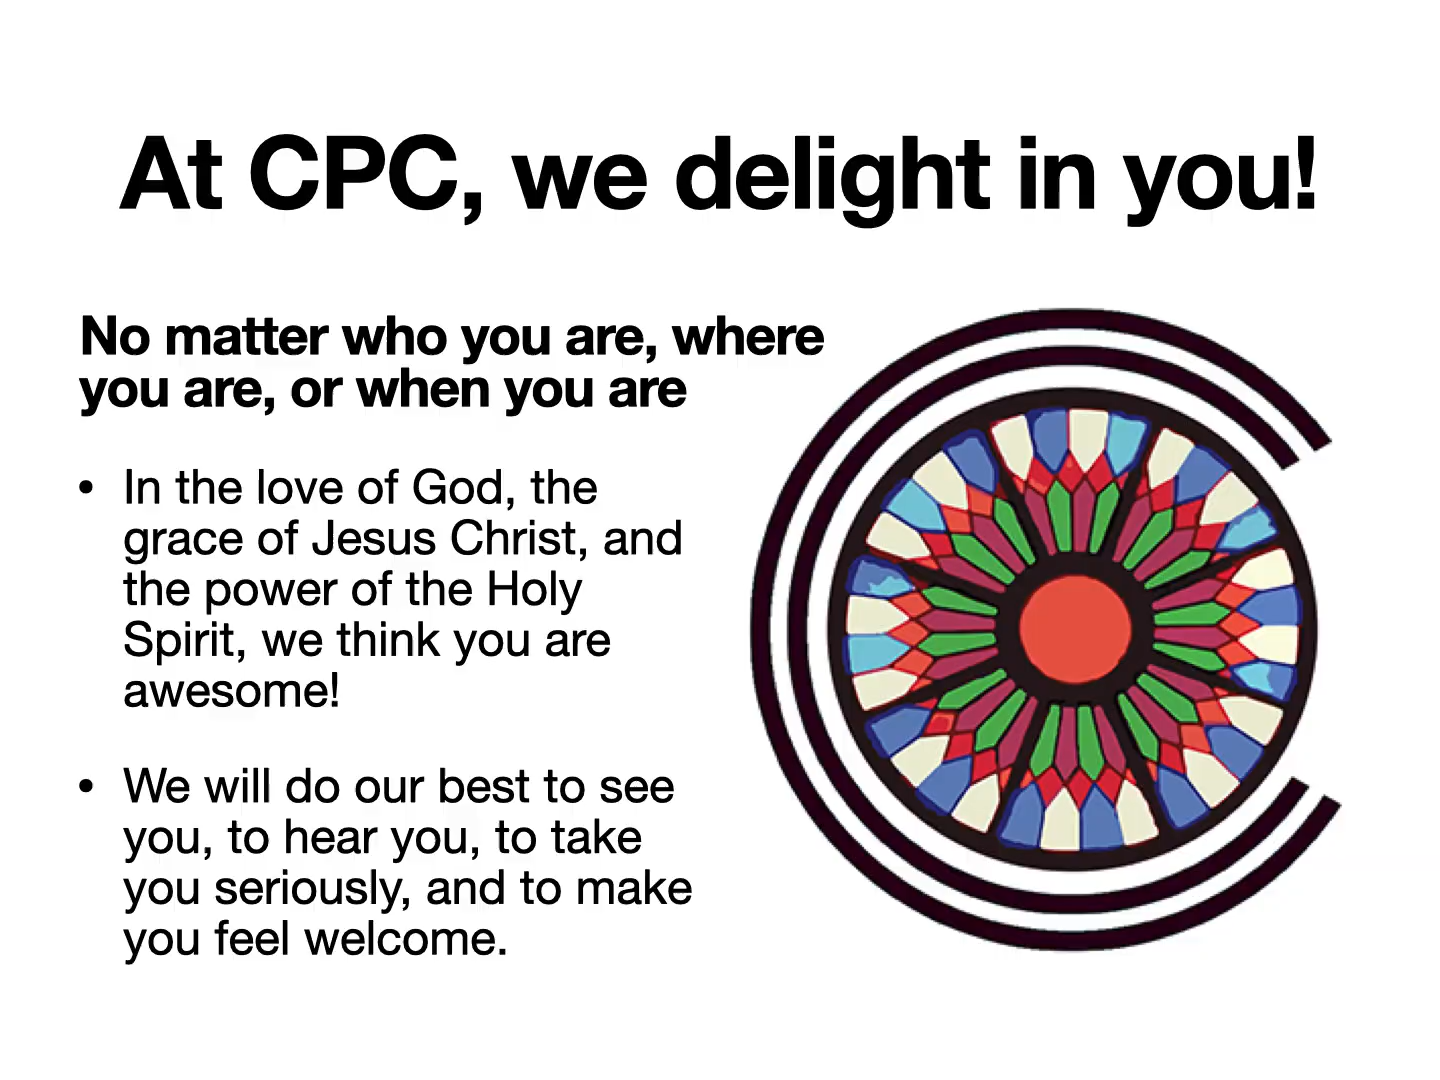 At CPC, we delight in you!
No matter who you are, where
you are, or when you are
• In the love of God, the
grace of Jesus Christ, and
the power of the Holy
Spirit, we think you are
awesome!
• We will do our best to see
you, to hear you, to take
you seriously, and to make
you feel welcome.